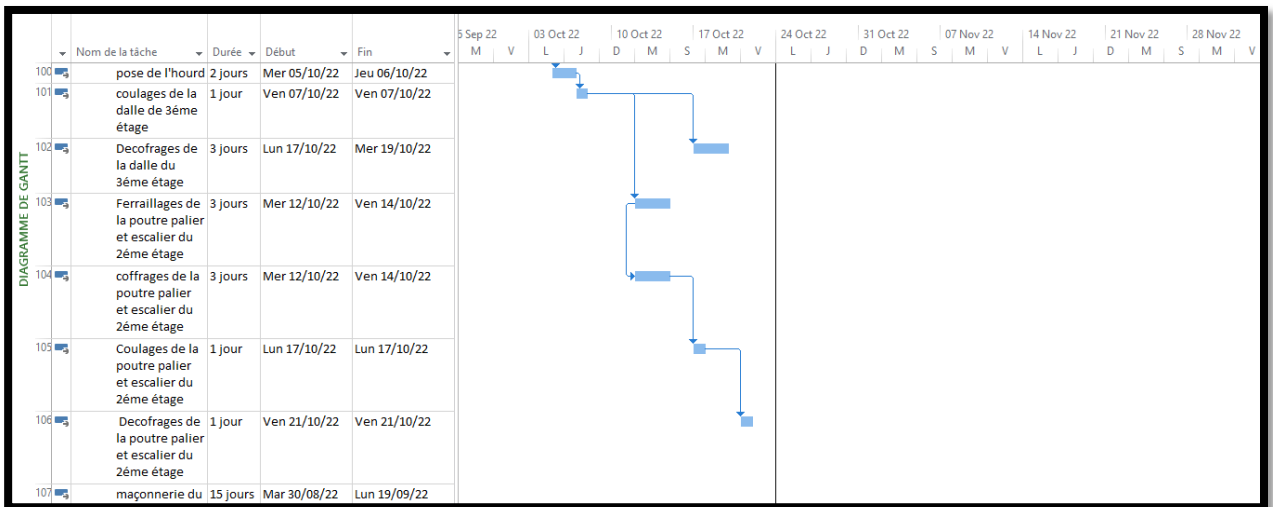 5 Sep 22 03 Oct 22 10 Oct 22 17 Oct 22 24 Oct 22 31 Oct 22 07 Nov 22 14 Nov 22 21 Nov 22 28 Nov 22
Nom de la tâche Durée Début Fin M V L J D M S M V L J D M S M V L J D M S M V
100 pose de l'hourd 2 jours Mer 05/10/22 Jeu 06/10/22
101 coulages de la 1 jour Ven 07/10/22 Ven 07/10/22
dalle de 3éme
étage
102 Decofrages de 3 jours Lun 17/10/22 Mer 19/10/22
la dalle du
3éme étage
103 Ferraillages de 3 jours Mer 12/10/22 Ven 14/10/22
la poutre palier
et escalier du
2éme étage
104 coffrages de la 3 jours Mer 12/10/22 Ven 14/10/22
poutre palier
et escalier du
2éme étage
105 Coulages de la 1 jour Lun 17/10/22 Lun 17/10/22
poutre palier
et escalier du
2éme étage
106 Decofrages de 1 jour Ven 21/10/22 Ven 21/10/22
la poutre palier
et escalier du
2éme étage
107 maçonnerie du 15 jours Mar 30/08/22 Lun 19/09/22
DIAGRAMME DE GANTT